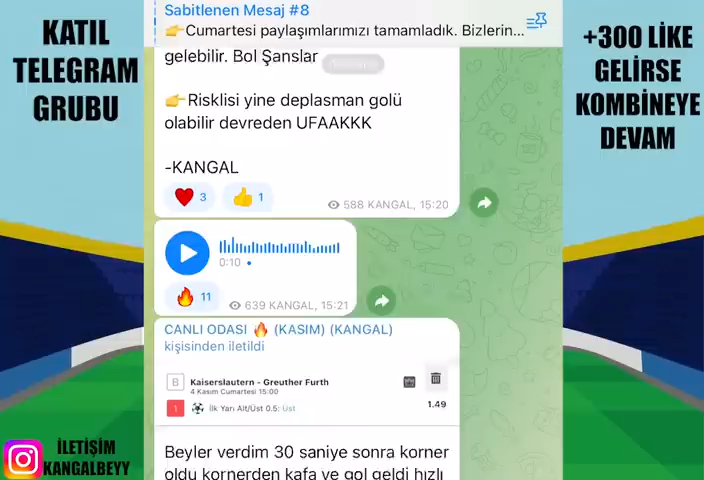 KATIL
TELEGRAM
GRUBU
Sabitlenen Mesaj #8
👉Cumartesi paylaşımlarımızı tamamladık. Bizlerin...
gelebilir. Bol Şanslar
👉Risklisi yine deplasman golü
olabilir devreden UFAAKKK
-KANGAL
❤️ 3 👍 1
588 KANGAL, 15:20
0:10
🔥 11
639 KANGAL, 15:21
CANLI ODASI 🔥 (KASIM) (KANGAL)
kişisinden iletildi
B Kaiserslautern - Greuther Furth
4 Kasım Cumartesi 15:00
1 ⚽ İlk Yarı Alt/Üst 0.5: Üst
1.49
Beyler verdim 30 saniye sonra korner
oldu kornerden kafa ve gol geldi hızlı
+300 LİKE
GELİRSE
KOMBİNEYE
DEVAM
İLETİŞİM
KANGALBEYY